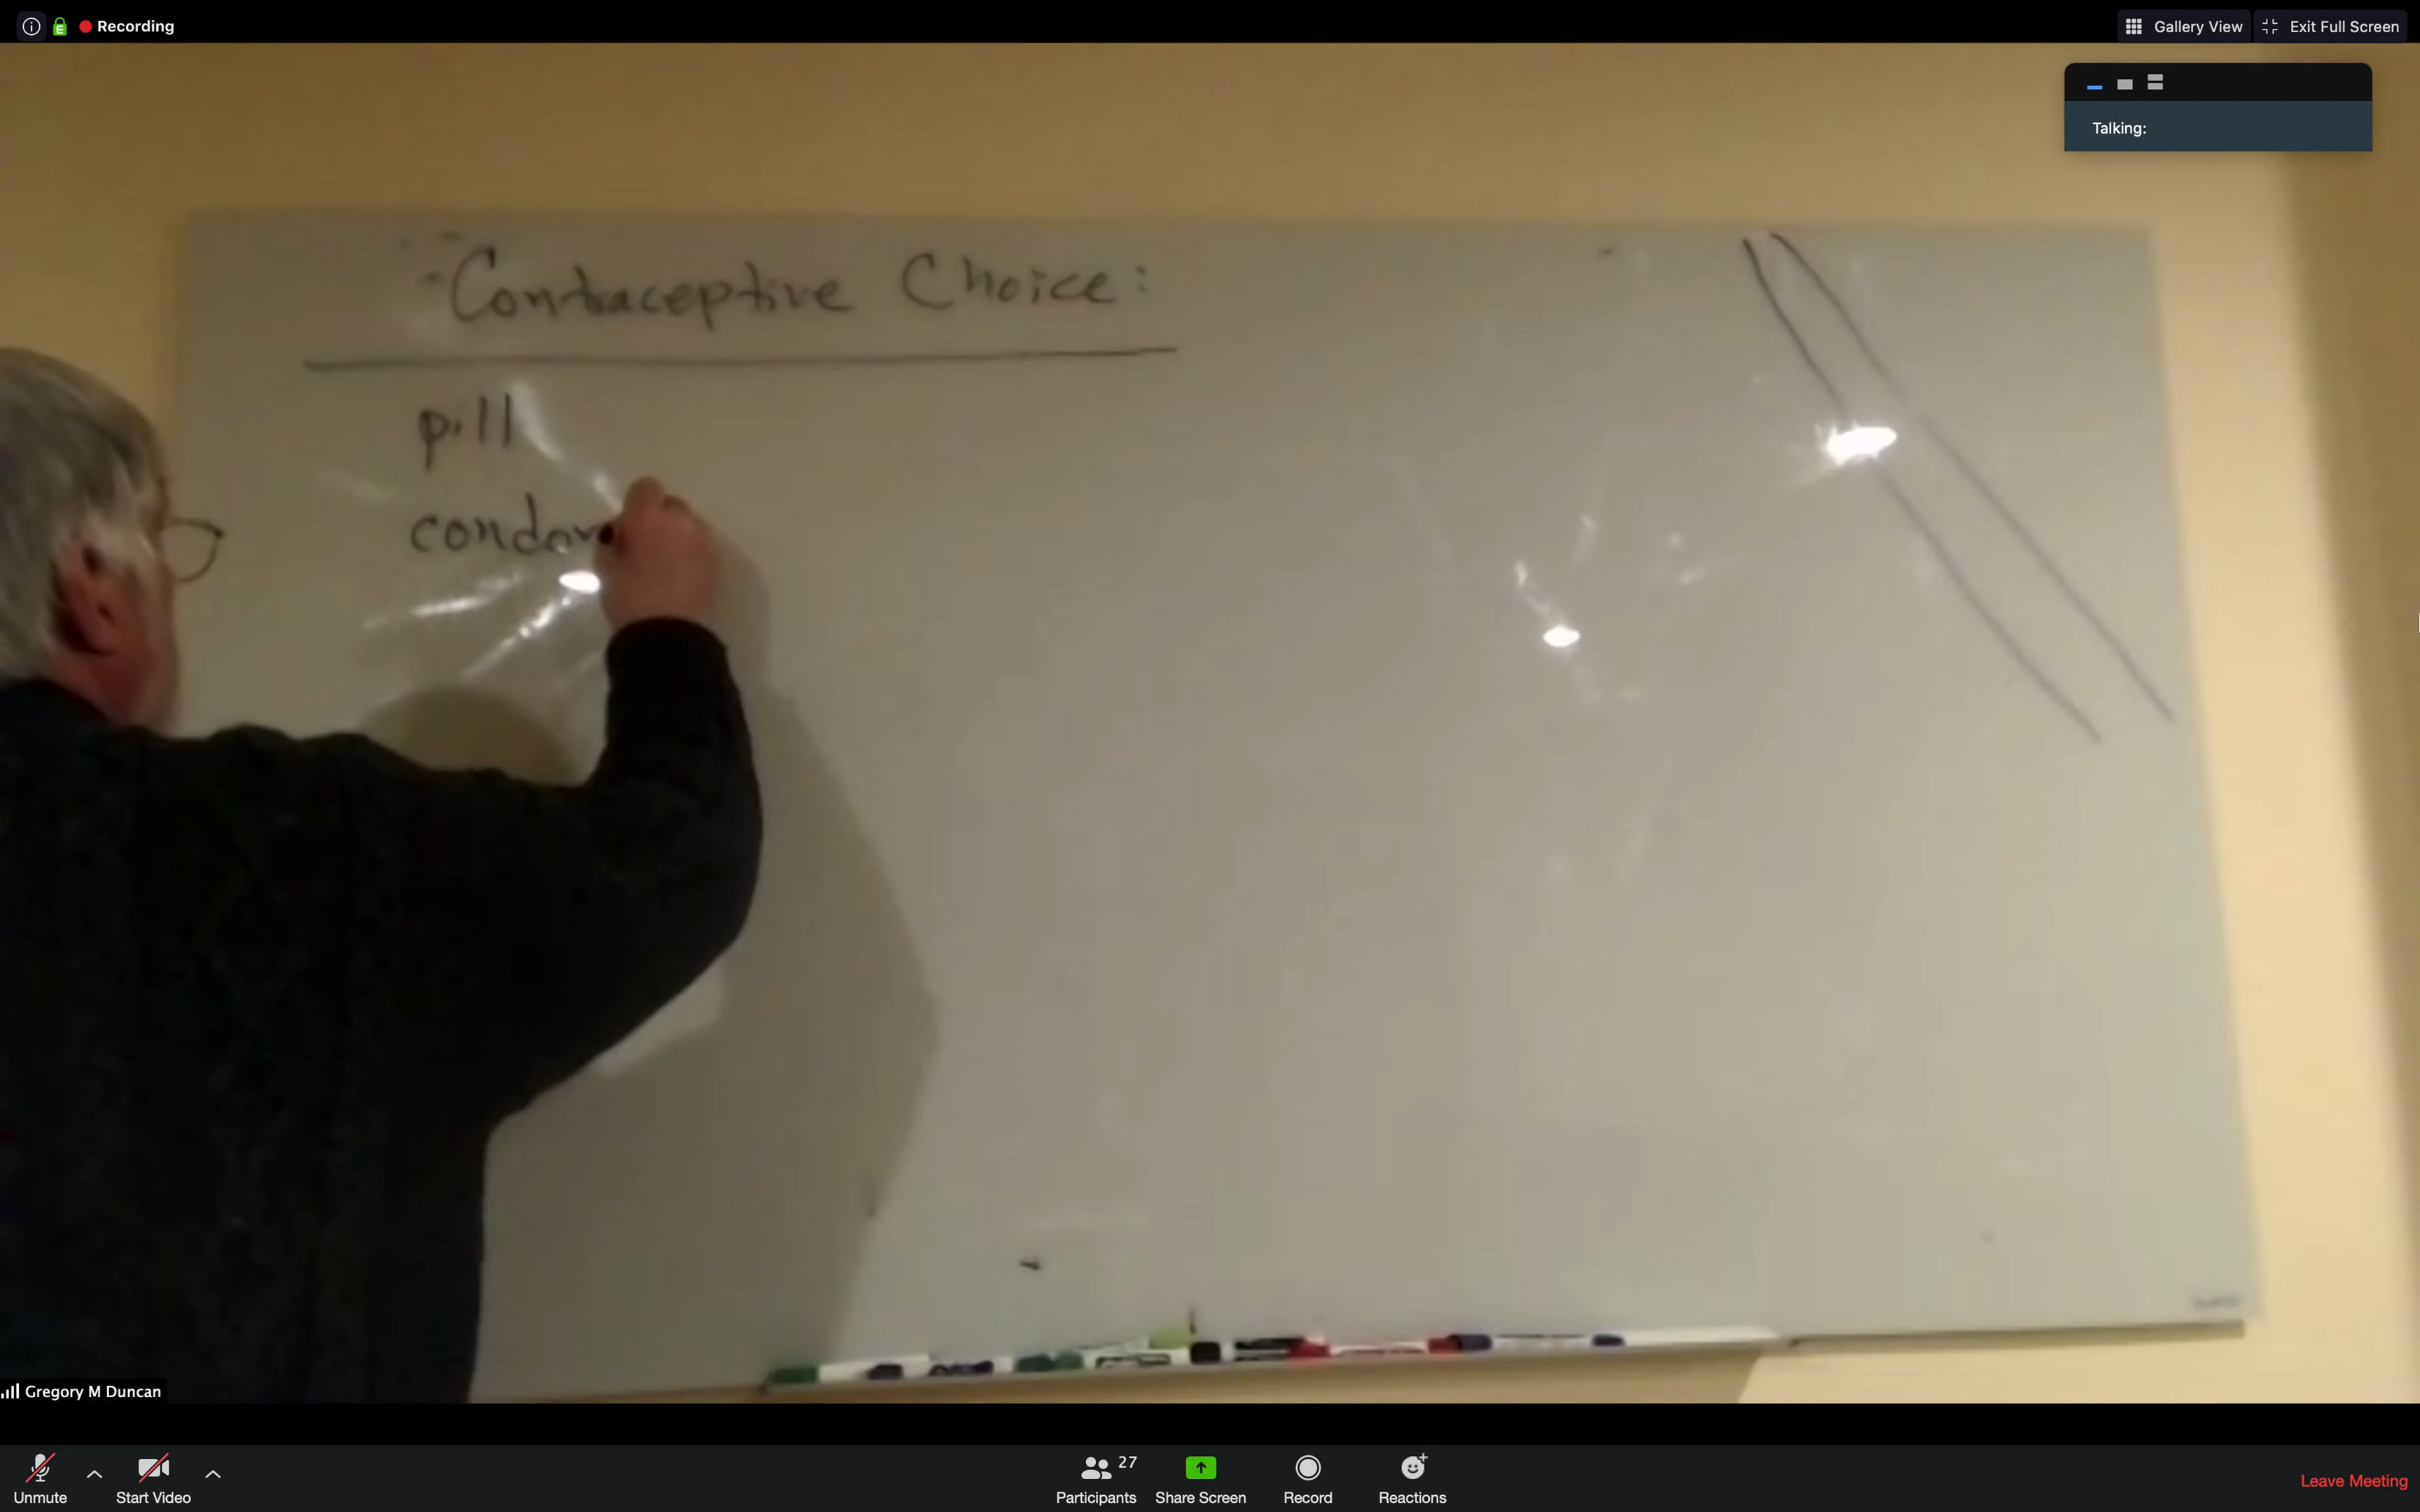 Recording
Gallery View
Exit Full Screen
Talking:
Contraceptive Choice:
pill
condom
Gregory M Duncan
27
Unmute
Start Video
Participants
Share Screen
Record
Reactions
Leave Meeting